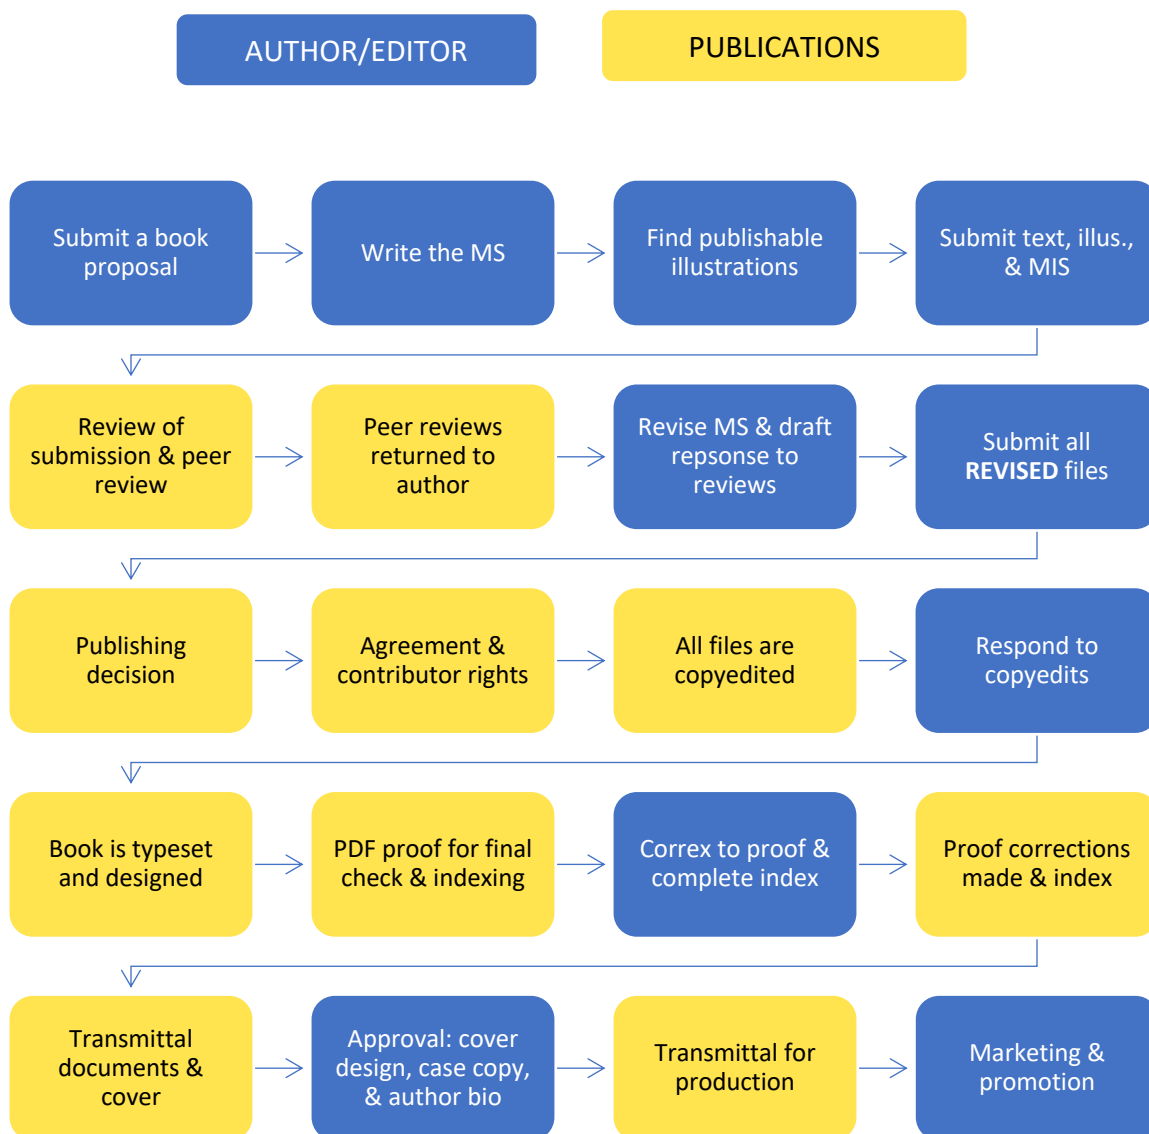 AUTHOR/EDITOR
PUBLICATIONS
Submit a book
proposal
Write the MS
Find publishable
illustrations
Submit text, illus.,
& MIS
Review of
submission & peer
review
Peer reviews
returned to
author
Revise MS & draft
repsonse to
reviews
Submit all
REVISED files
Publishing
decision
Agreement &
contributor rights
All files are
copyedited
Respond to
copyedits
Book is typeset
and designed
PDF proof for final
check & indexing
Correx to proof &
complete index
Proof corrections
made & index
Transmittal
documents &
cover
Approval: cover
design, case copy,
& author bio
Transmittal for
production
Marketing &
promotion